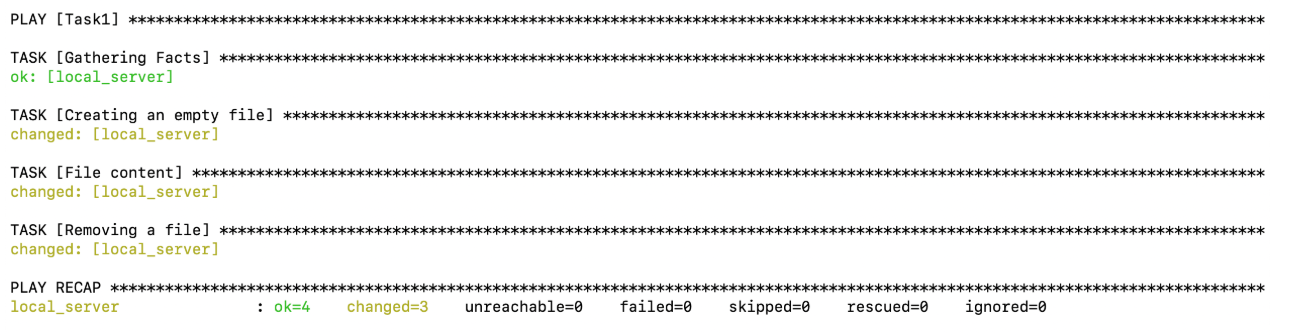 PLAY [Task1] ****************************************************************************************************************************
TASK [Gathering Facts] ******************************************************************************************************************
ok: [local_server]
TASK [Creating an empty file] ***********************************************************************************************************
changed: [local_server]
TASK [File content] *********************************************************************************************************************
changed: [local_server]
TASK [Removing a file] ******************************************************************************************************************
changed: [local_server]
PLAY RECAP ******************************************************************************************************************************
local_server               : ok=4    changed=3    unreachable=0    failed=0    skipped=0    rescued=0    ignored=0